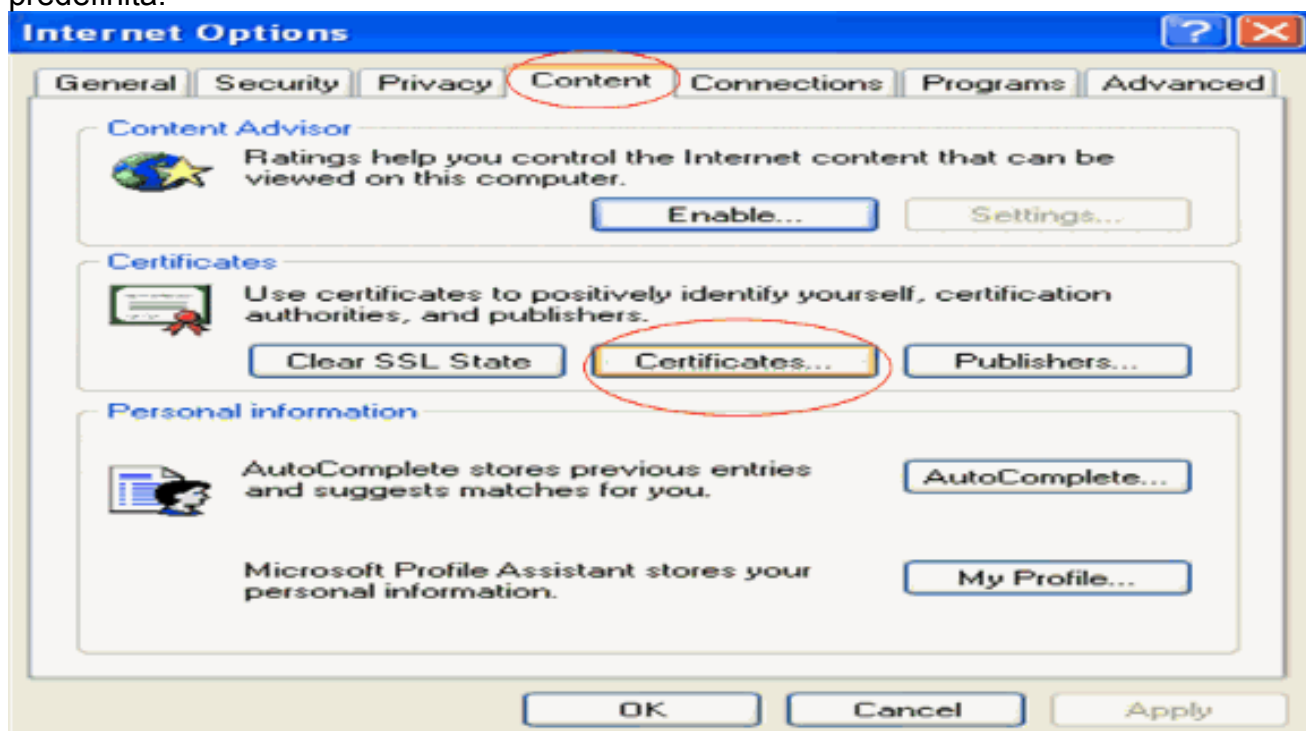 predefinita.
Internet Options
General Security Privacy Content Connections Programs Advanced
Content Advisor
Ratings help you control the Internet content that can be
viewed on this computer.
Enable... Settings...
Certificates
Use certificates to positively identify yourself, certification
authorities, and publishers.
Clear SSL State Certificates... Publishers...
Personal information
AutoComplete stores previous entries
and suggests matches for you.
AutoComplete...
Microsoft Profile Assistant stores your
personal information.
My Profile...
OK Cancel Apply